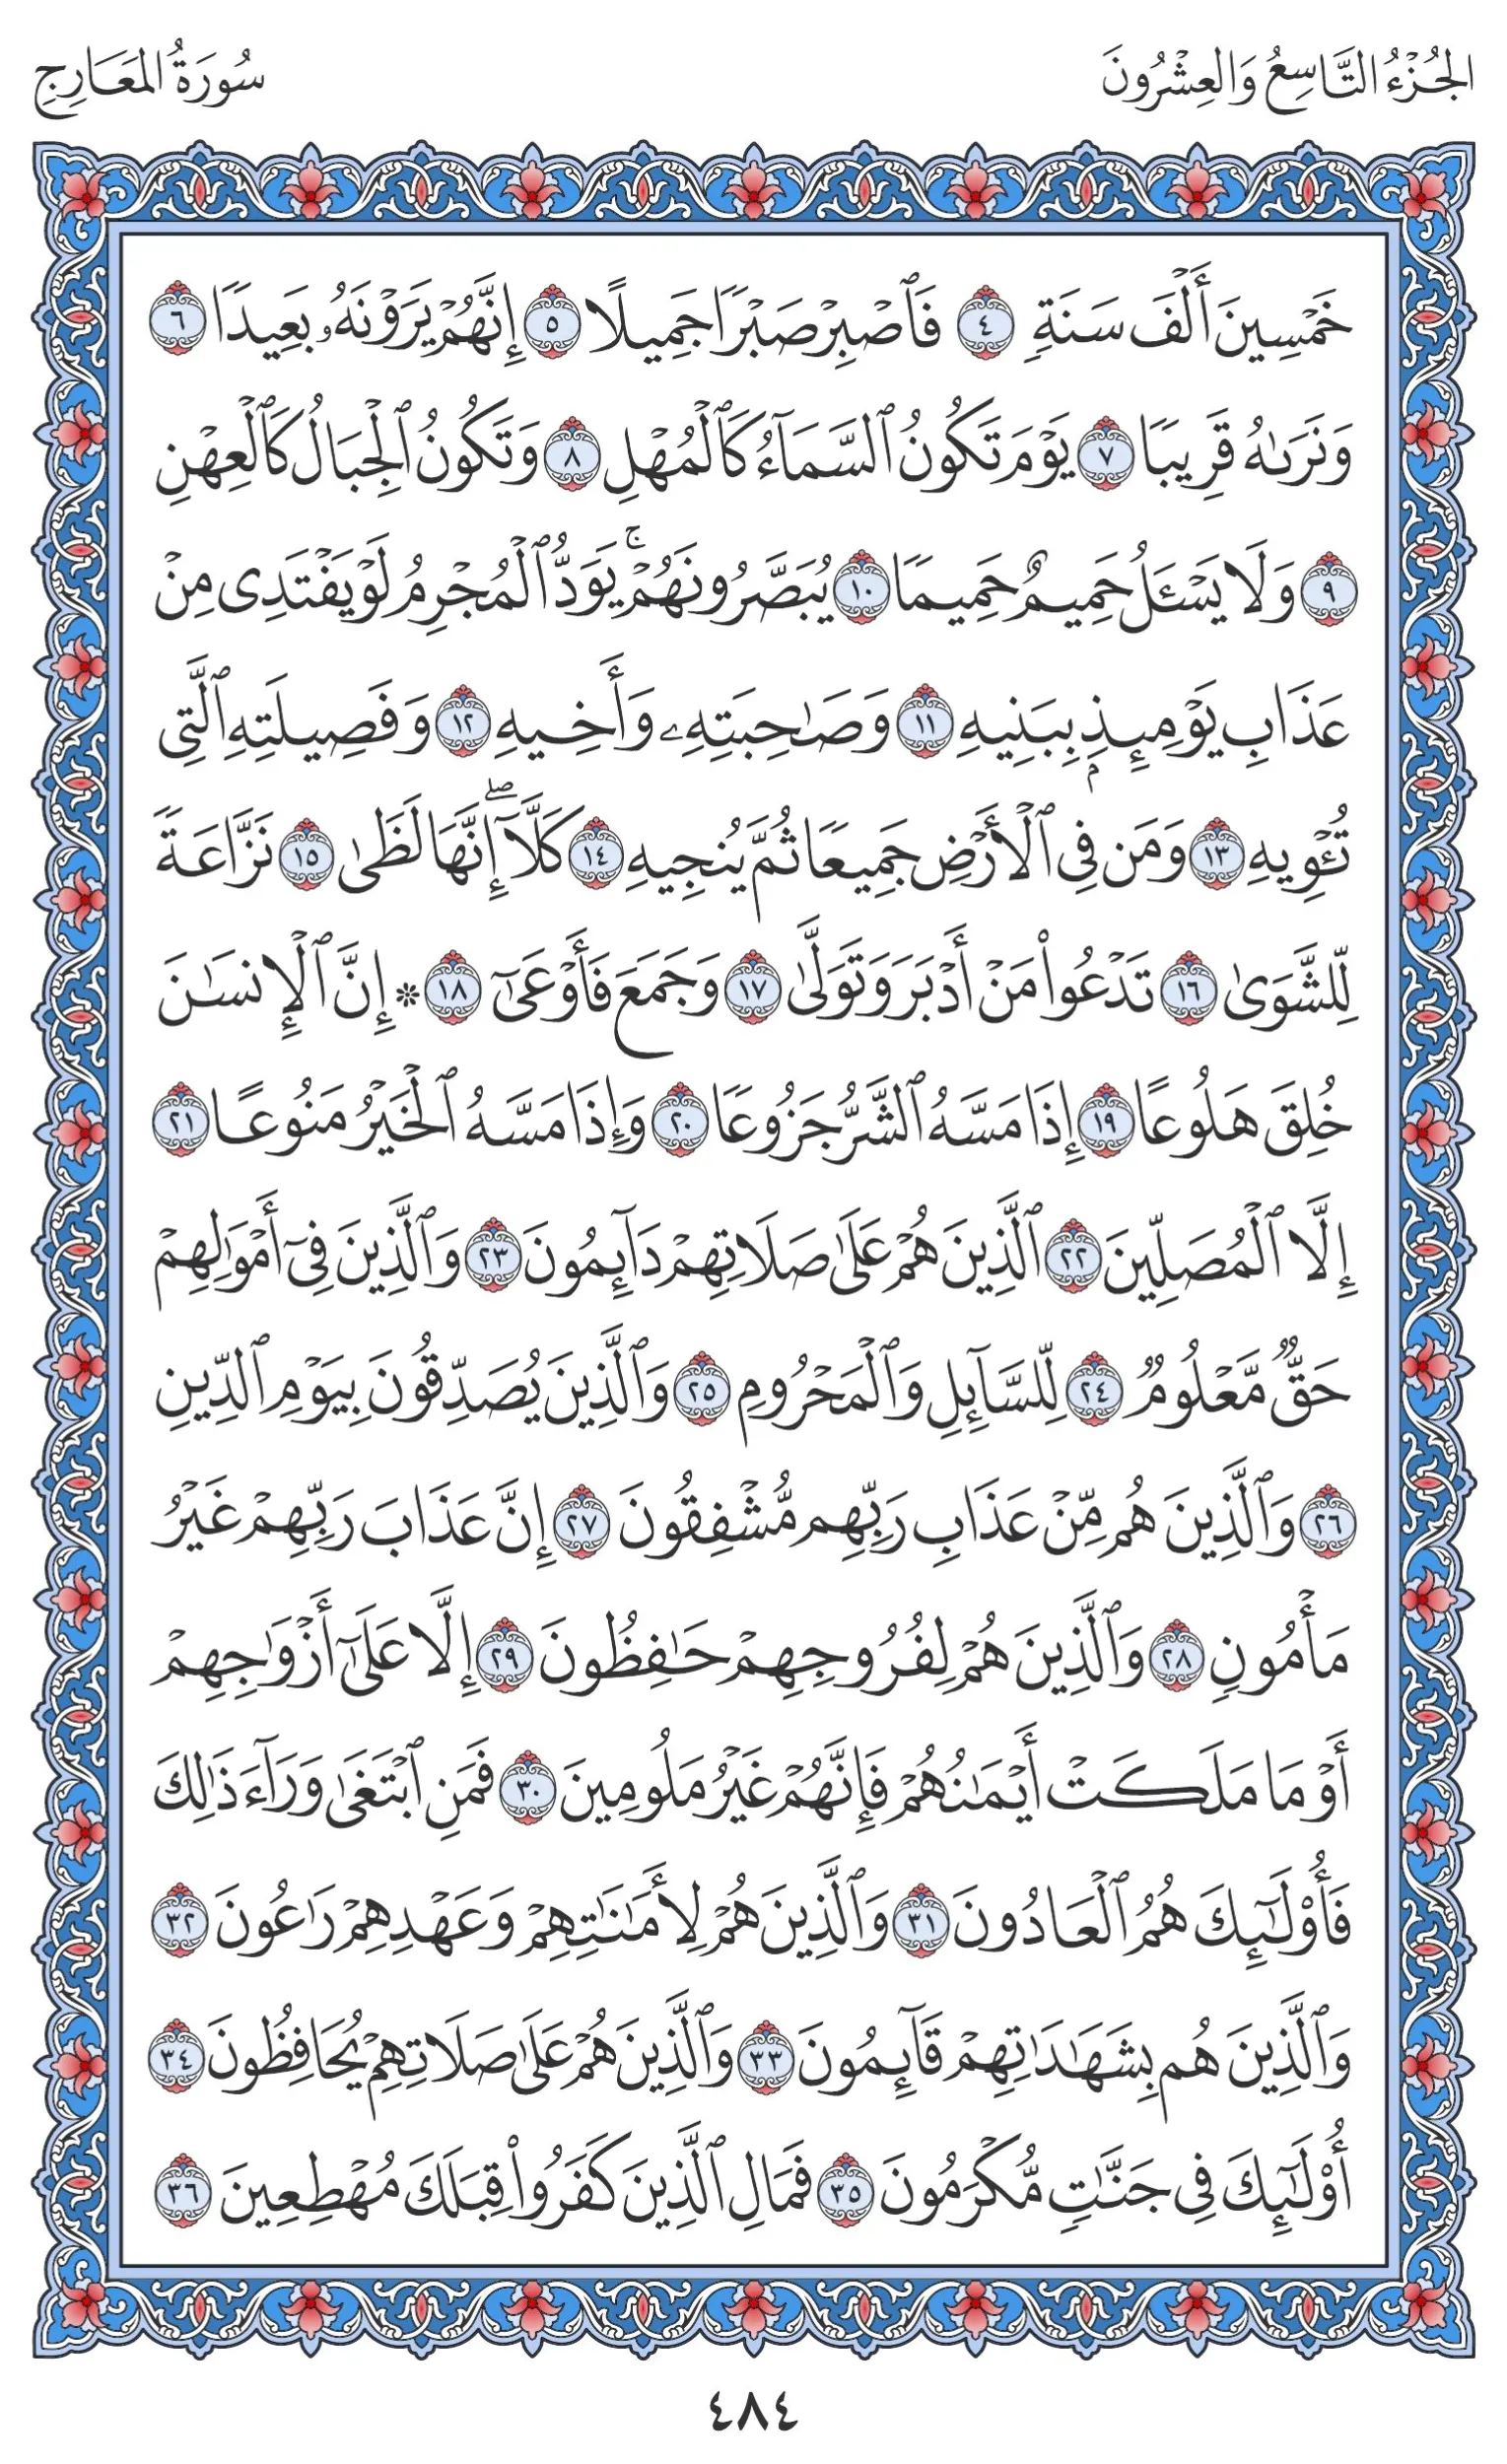 الجُزْءُ التَّاسِعُ وَالعِشْرُونَ
سُورَةُ المَعَارِجِ
خَمْسِينَ أَلْفَ سَنَةٍ ٤ فَٱصْبِرْ صَبْرًا جَمِيلًا ٥ إِنَّهُمْ يَرَوْنَهُۥ بَعِيدًا ٦
وَنَرَىٰهُ قَرِيبًا ٧ يَوْمَ تَكُونُ ٱلسَّمَآءُ كَٱلْمُهْلِ ٨ وَتَكُونُ ٱلْجِبَالُ كَٱلْعِهْنِ
٩ وَلَا يَسْـَٔلُ حَمِيمٌ حَمِيمًا ١٠ يُبَصَّرُونَهُمْ ۚ يَوَدُّ ٱلْمُجْرِمُ لَوْ يَفْتَدِى مِنْ
عَذَابِ يَوْمِئِذٍۭ بِبَنِيهِ ١١ وَصَـٰحِبَتِهِۦ وَأَخِيهِ ١٢ وَفَصِيلَتِهِ ٱلَّتِى
تُـْٔوِيهِ ١٣ وَمَن فِى ٱلْأَرْضِ جَمِيعًا ثُمَّ يُنجِيهِ ١٤ كَلَّآ ۖ إِنَّهَا لَظَىٰ ١٥ نَزَّاعَةً
لِّلشَّوَىٰ ١٦ تَدْعُوا۟ مَنْ أَدْبَرَ وَتَوَلَّىٰ ١٧ وَجَمَعَ فَأَوْعَىٰٓ ١٨ * إِنَّ ٱلْإِنسَـٰنَ
خُلِقَ هَلُوعًا ١٩ إِذَا مَسَّهُ ٱلشَّرُّ جَزُوعًا ٢٠ وَإِذَا مَسَّهُ ٱلْخَيْرُ مَنُوعًا ٢١
إِلَّا ٱلْمُصَلِّينَ ٢٢ ٱلَّذِينَ هُمْ عَلَىٰ صَلَاتِهِمْ دَآئِمُونَ ٢٣ وَٱلَّذِينَ فِىٓ أَمْوَٰلِهِمْ
حَقٌّ مَّعْلُومٌ ٢٤ لِّلسَّآئِلِ وَٱلْمَحْرُومِ ٢٥ وَٱلَّذِينَ يُصَدِّقُونَ بِيَوْمِ ٱلدِّينِ
٢٦ وَٱلَّذِينَ هُم مِّنْ عَذَابِ رَبِّهِم مُّشْفِقُونَ ٢٧ إِنَّ عَذَابَ رَبِّهِمْ غَيْرُ
مَأْمُونٍ ٢٨ وَٱلَّذِينَ هُمْ لِفُرُوجِهِمْ حَـٰفِظُونَ ٢٩ إِلَّا عَلَىٰٓ أَزْوَٰجِهِمْ
أَوْ مَا مَلَكَتْ أَيْمَـٰنُهُمْ فَإِنَّهُمْ غَيْرُ مَلُومِينَ ٣٠ فَمَنِ ٱبْتَغَىٰ وَرَآءَ ذَٰلِكَ
فَأُو۟لَـٰٓئِكَ هُمُ ٱلْعَادُونَ ٣١ وَٱلَّذِينَ هُمْ لِأَمَـٰنَـٰتِهِمْ وَعَهْدِهِمْ رَٰعُونَ ٣٢
وَٱلَّذِينَ هُم بِشَهَـٰدَٰتِهِمْ قَآئِمُونَ ٣٣ وَٱلَّذِينَ هُمْ عَلَىٰ صَلَاتِهِمْ يُحَافِظُونَ ٣٤
أُو۟لَـٰٓئِكَ فِى جَنَّـٰتٍ مُّكْرَمُونَ ٣٥ فَمَالِ ٱلَّذِينَ كَفَرُوا۟ قِبَلَكَ مُهْطِعِينَ ٣٦
٤٨٤